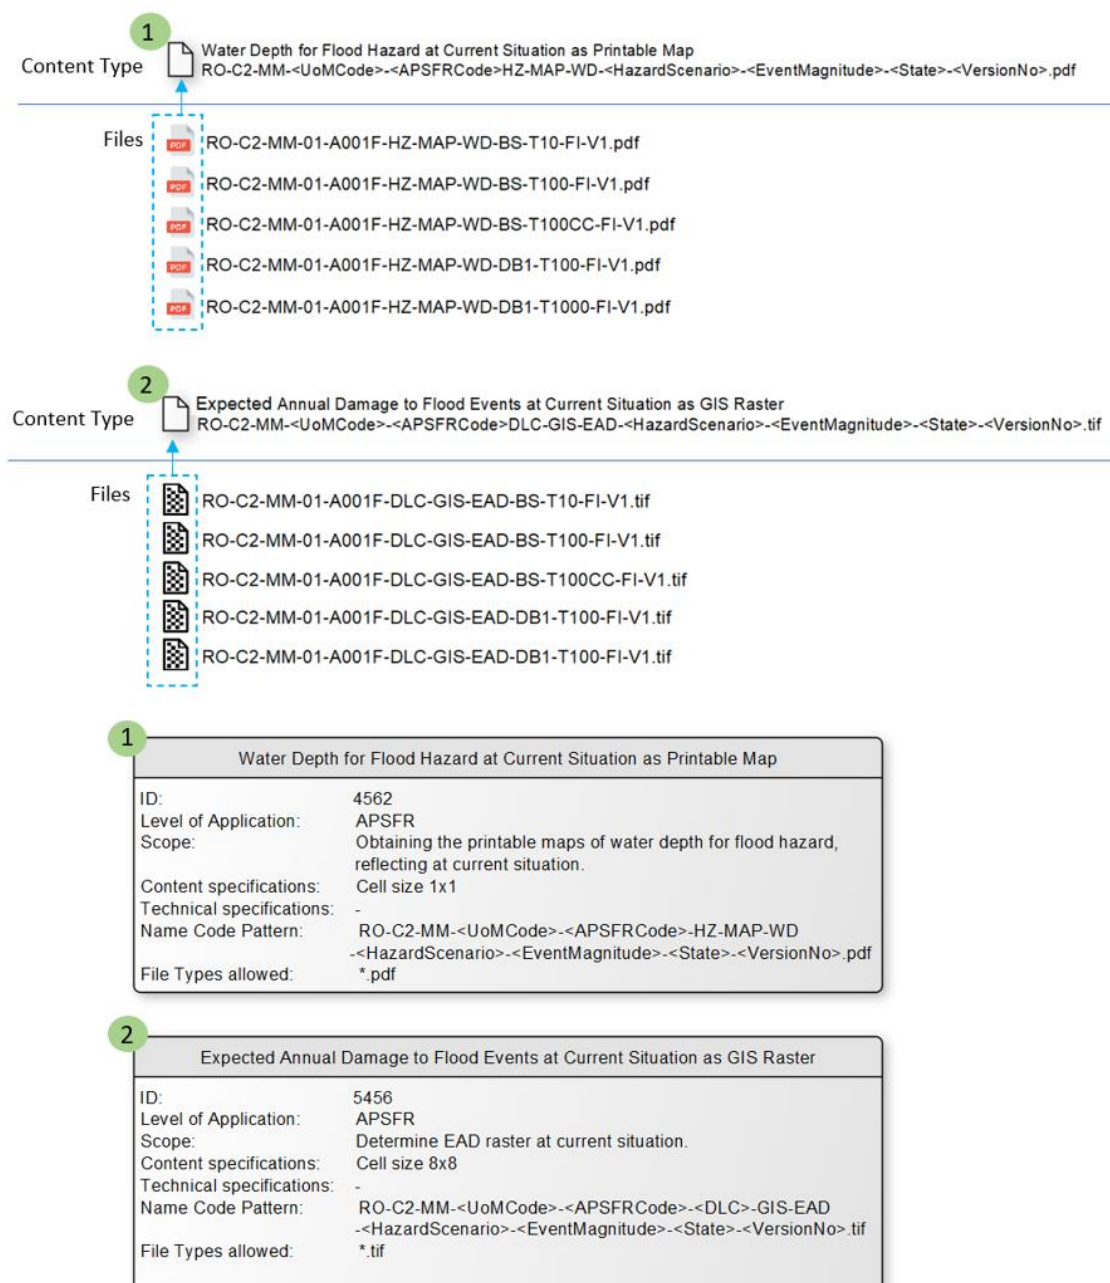 1
Water Depth for Flood Hazard at Current Situation as Printable Map
Content Type
RO-C2-MM-<UoMCode>-<APSFRCode>HZ-MAP-WD-<HazardScenario>-<EventMagnitude>-<State>-<VersionNo>.pdf
Files
PDF RO-C2-MM-01-A001F-HZ-MAP-WD-BS-T10-FI-V1.pdf
PDF RO-C2-MM-01-A001F-HZ-MAP-WD-BS-T100-FI-V1.pdf
PDF RO-C2-MM-01-A001F-HZ-MAP-WD-BS-T100CC-FI-V1.pdf
PDF RO-C2-MM-01-A001F-HZ-MAP-WD-DB1-T100-FI-V1.pdf
PDF RO-C2-MM-01-A001F-HZ-MAP-WD-DB1-T1000-FI-V1.pdf
2
Expected Annual Damage to Flood Events at Current Situation as GIS Raster
Content Type
RO-C2-MM-<UoMCode>-<APSFRCode>DLC-GIS-EAD-<HazardScenario>-<EventMagnitude>-<State>-<VersionNo>.tif
Files
RO-C2-MM-01-A001F-DLC-GIS-EAD-BS-T10-FI-V1.tif
RO-C2-MM-01-A001F-DLC-GIS-EAD-BS-T100-FI-V1.tif
RO-C2-MM-01-A001F-DLC-GIS-EAD-BS-T100CC-FI-V1.tif
RO-C2-MM-01-A001F-DLC-GIS-EAD-DB1-T100-FI-V1.tif
RO-C2-MM-01-A001F-DLC-GIS-EAD-DB1-T100-FI-V1.tif
1
Water Depth for Flood Hazard at Current Situation as Printable Map
ID: 4562
Level of Application: APSFR
Scope: Obtaining the printable maps of water depth for flood hazard,
reflecting at current situation.
Content specifications: Cell size 1x1
Technical specifications: -
Name Code Pattern: RO-C2-MM-<UoMCode>-<APSFRCode>-HZ-MAP-WD
-<HazardScenario>-<EventMagnitude>-<State>-<VersionNo>.pdf
File Types allowed: *.pdf
2
Expected Annual Damage to Flood Events at Current Situation as GIS Raster
ID: 5456
Level of Application: APSFR
Scope: Determine EAD raster at current situation.
Content specifications: Cell size 8x8
Technical specifications: -
Name Code Pattern: RO-C2-MM-<UoMCode>-<APSFRCode>-<DLC>-GIS-EAD
-<HazardScenario>-<EventMagnitude>-<State>-<VersionNo>.tif
File Types allowed: *.tif